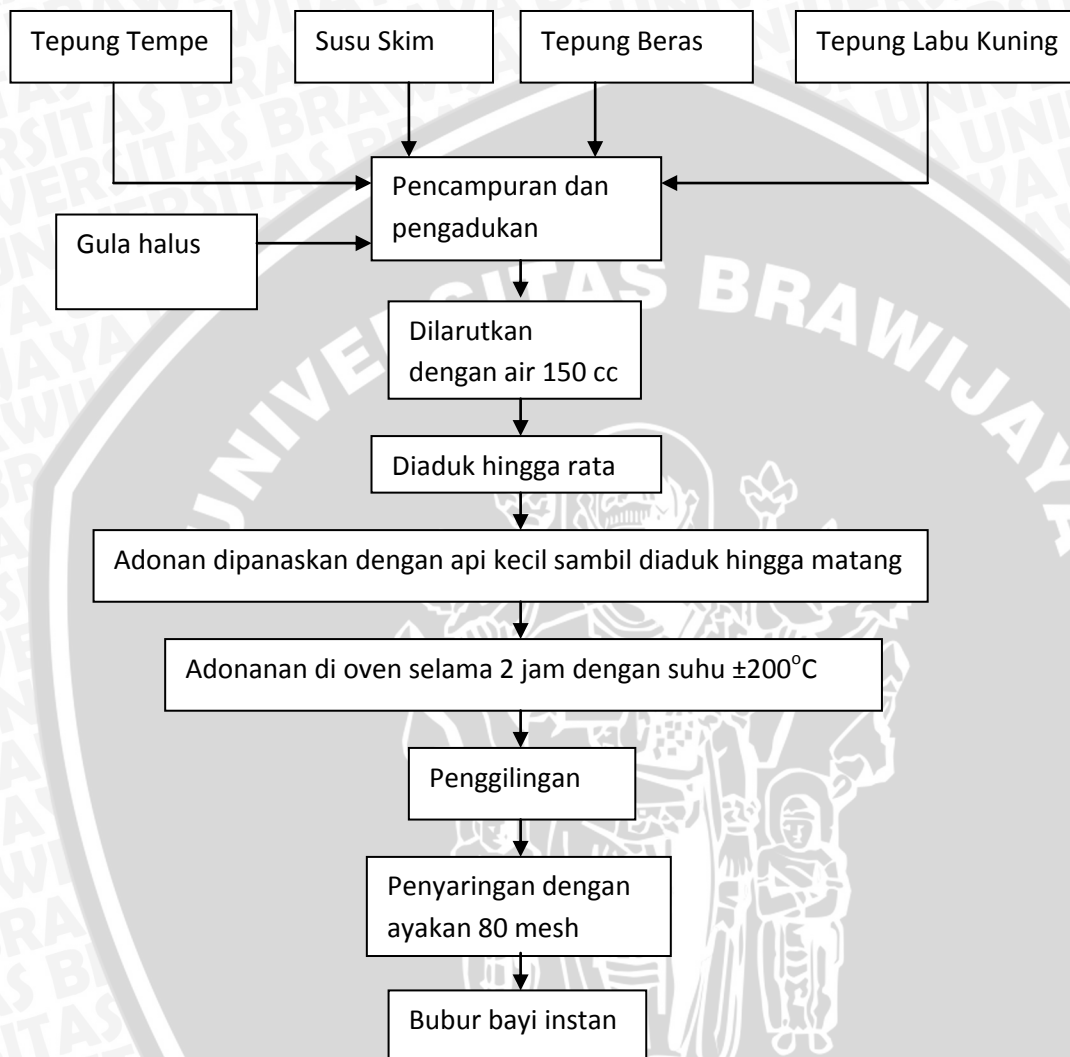 Tepung Tempe
Susu Skim
Tepung Beras
Tepung Labu Kuning
Pencampuran dan
pengadukan
Gula halus
Dilarutkan
dengan air 150 cc
Diaduk hingga rata
Adonan dipanaskan dengan api kecil sambil diaduk hingga matang
Adonanan di oven selama 2 jam dengan suhu ±200°C
Penggilingan
Penyaringan dengan
ayakan 80 mesh
Bubur bayi instan
UNIVERSITAS BRAWIJAYA